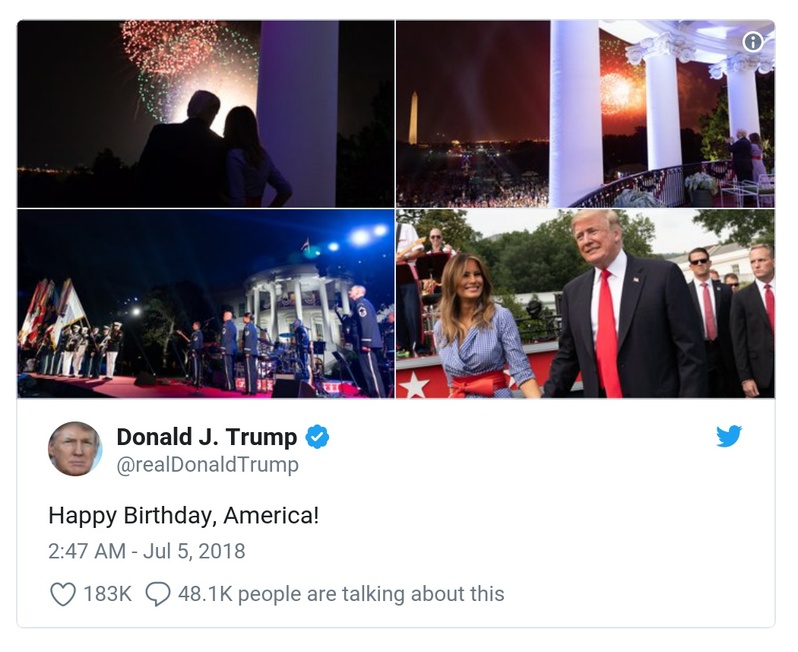 Donald J. Trump
@realDonaldTrump
Happy Birthday, America!
2:47 AM - Jul 5, 2018
183K 48.1K people are talking about this